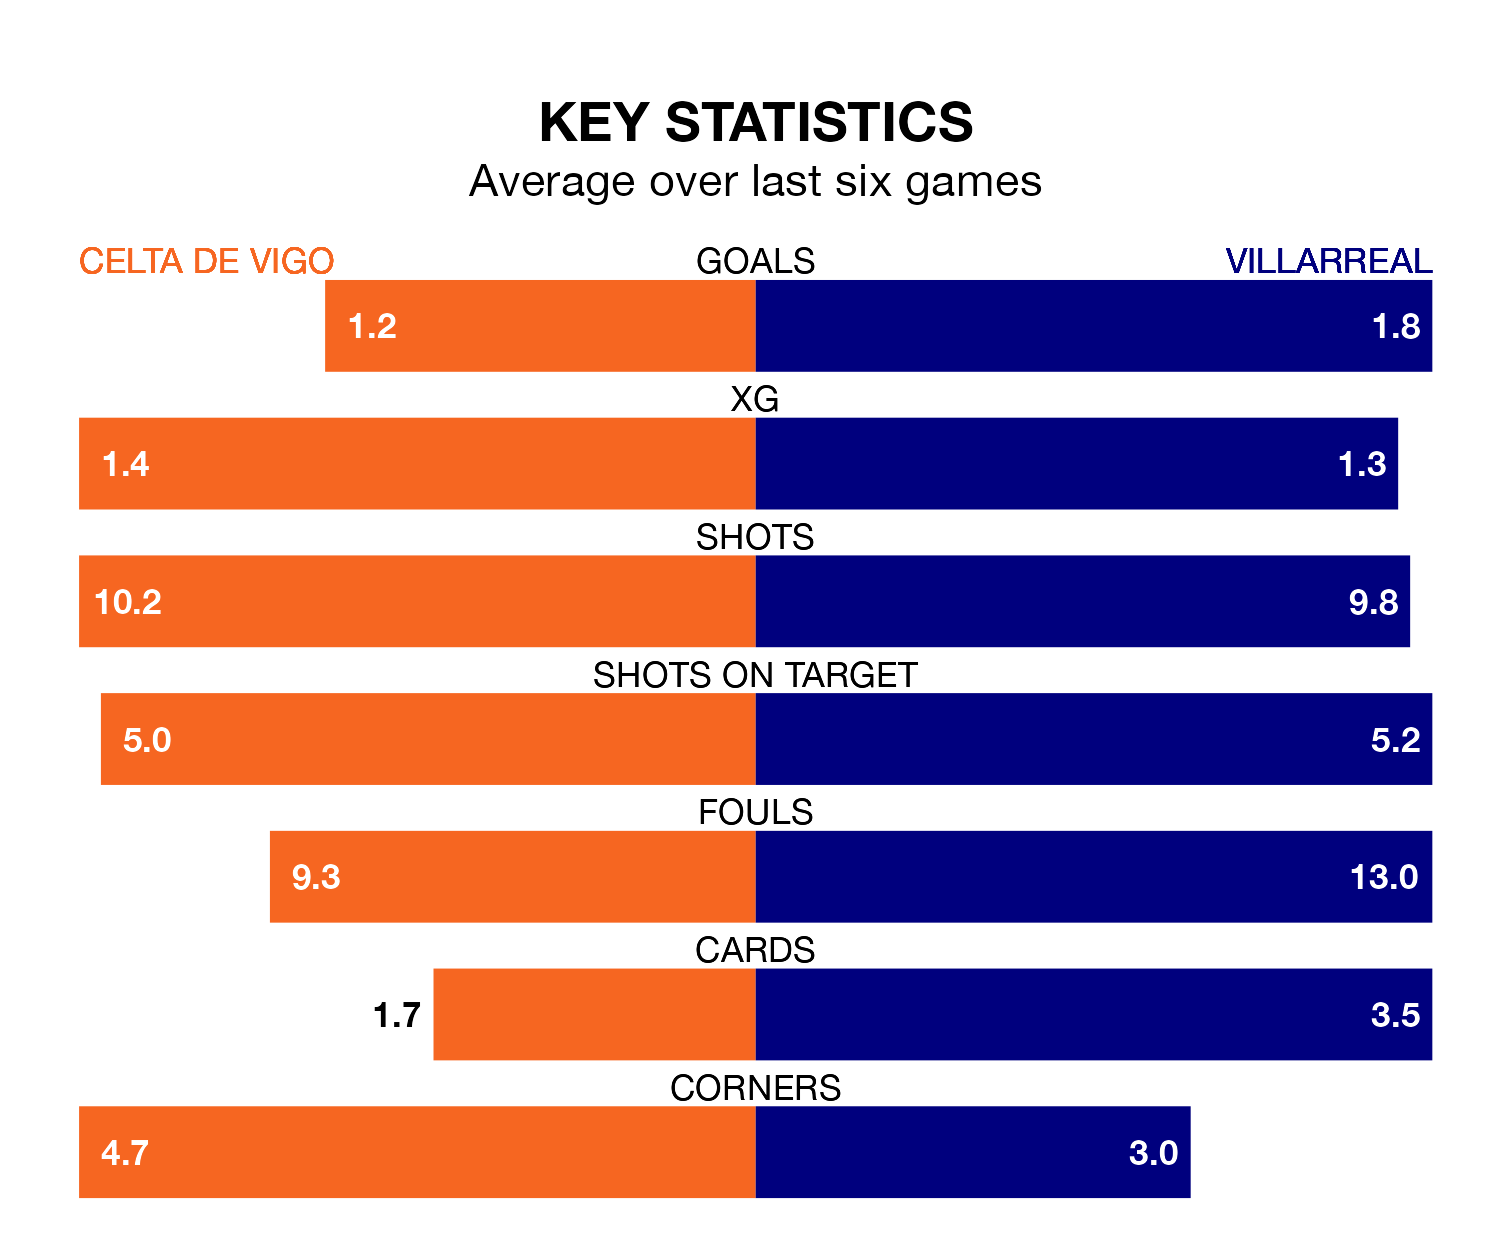 KEY STATISTICS
Average over last six games
CELTA DE VIGO GOALS VILLARREAL
1.2 1.8
XG
1.4 1.3
SHOTS
10.2 9.8
SHOTS ON TARGET
5.0 5.2
FOULS
9.3 13.0
CARDS
1.7 3.5
CORNERS
4.7 3.0